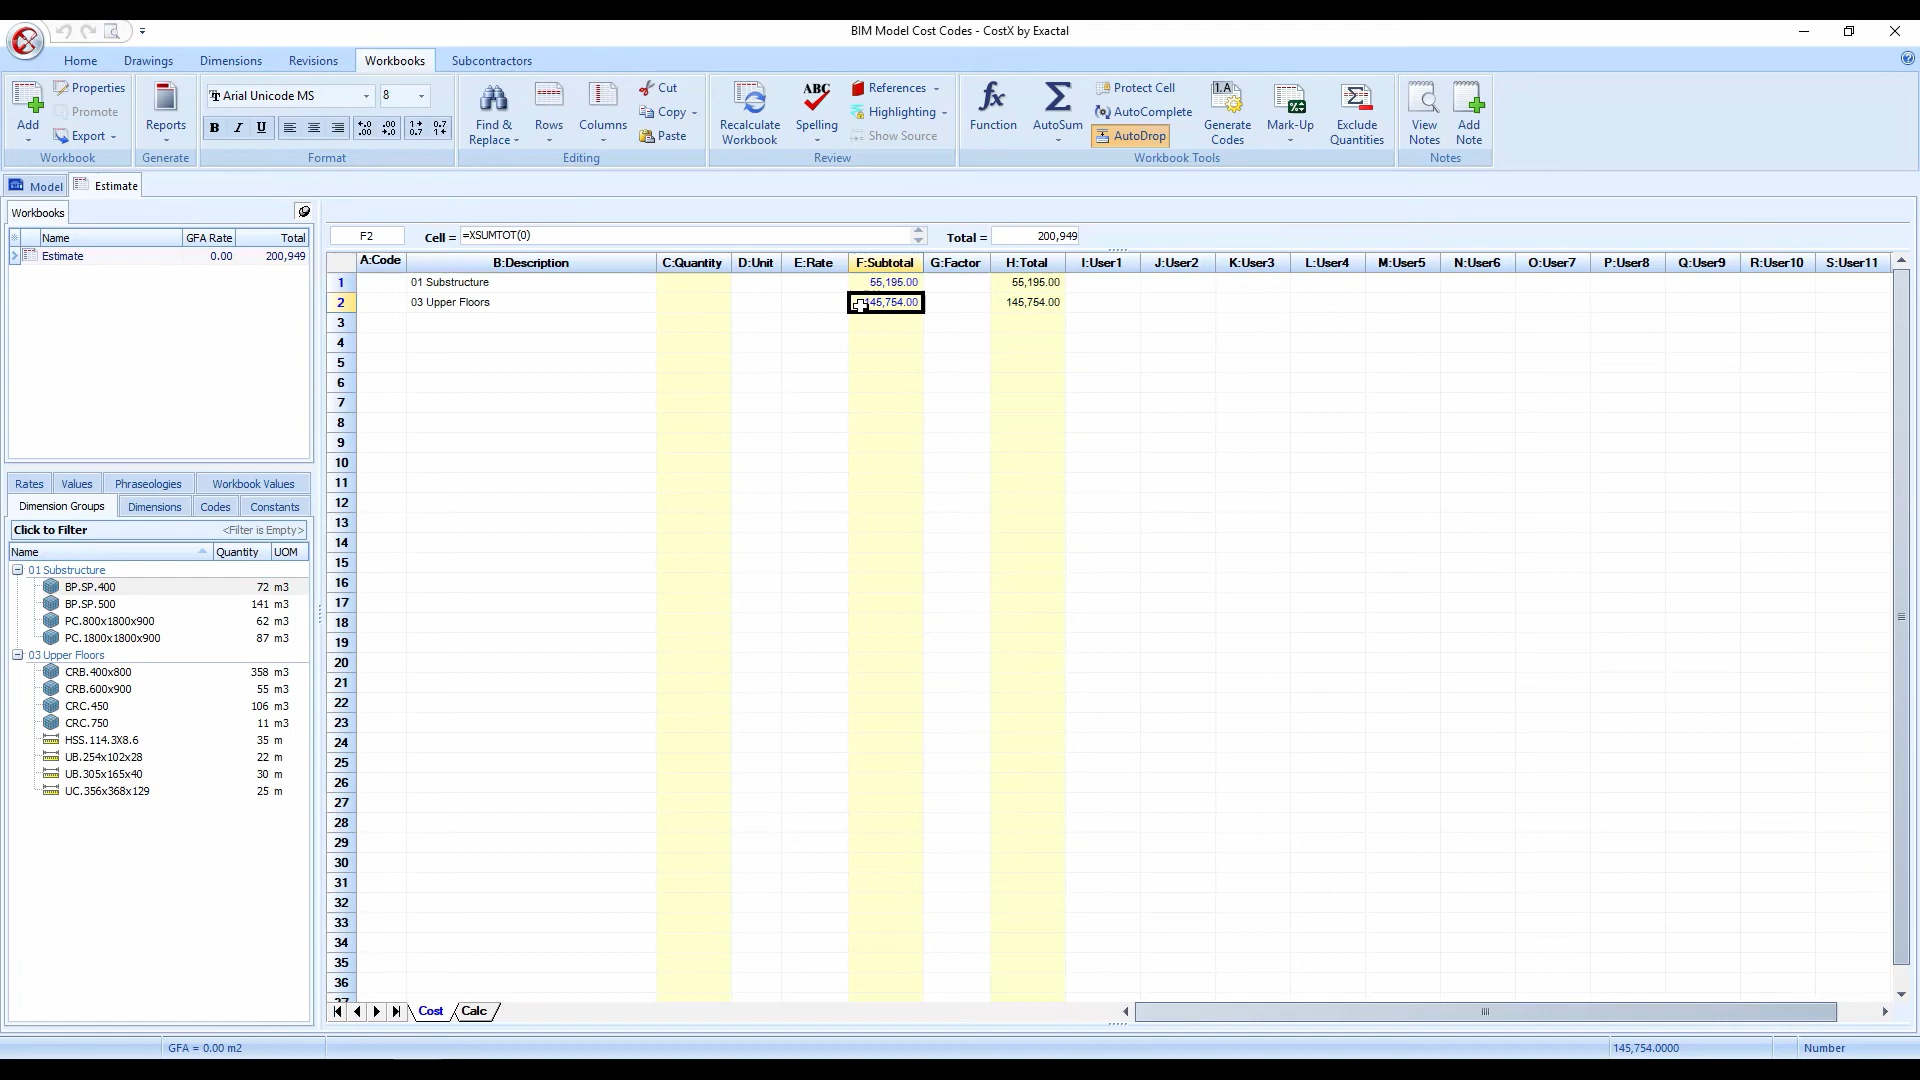 BIM Model Cost Codes - CostX by Exactal
Home Drawings Dimensions Revisions Workbooks Subcontractors
Add Properties Promote Export
Workbook
Reports
Generate
Arial Unicode MS 8
B I U
Format
Find & Replace Rows Columns Cut Copy Paste
Editing
Recalculate Workbook ABC Spelling References Highlighting Show Source
Review
fx Function Σ AutoSum Protect Cell AutoComplete AutoDrop 1.A Generate Codes Mark-Up Exclude Quantities
Workbook Tools
View Notes Add Note
Notes
Model Estimate
Workbooks
Name GFA Rate Total
Estimate 0.00 200,949
F2 Cell = =XSUMTOT(0) Total = 200,949
A:Code B:Description C:Quantity D:Unit E:Rate F:Subtotal G:Factor H:Total I:User1 J:User2 K:User3 L:User4 M:User5 N:User6 O:User7 P:User8 Q:User9 R:User10 S:User11
1 01 Substructure 55,195.00 55,195.00
2 03 Upper Floors 145,754.00
3
4
5
6
7
8
9
10
11
12
13
14
15
16
17
18
19
20
21
22
23
24
25
26
27
28
29
30
31
32
33
34
35
36
37
Rates Values Phraseologies Workbook Values
Dimension Groups Dimensions Codes Constants
Click to Filter <Filter is Empty>
Name Quantity UOM
01 Substructure
BP.SP.400 72 m3
BP.SP.500 141 m3
PC.800x1800x900 62 m3
PC.1800x1800x900 87 m3
03 Upper Floors
CRB.400x800 358 m3
CRB.600x900 55 m3
CRC.450 106 m3
CRC.750 11 m3
HSS.114.3X8.6 35 m
UB.254x102x28 22 m
UB.305x165x40 30 m
UC.356x368x129 25 m
Cost Calc
GFA = 0.00 m2 145,754.0000 Number